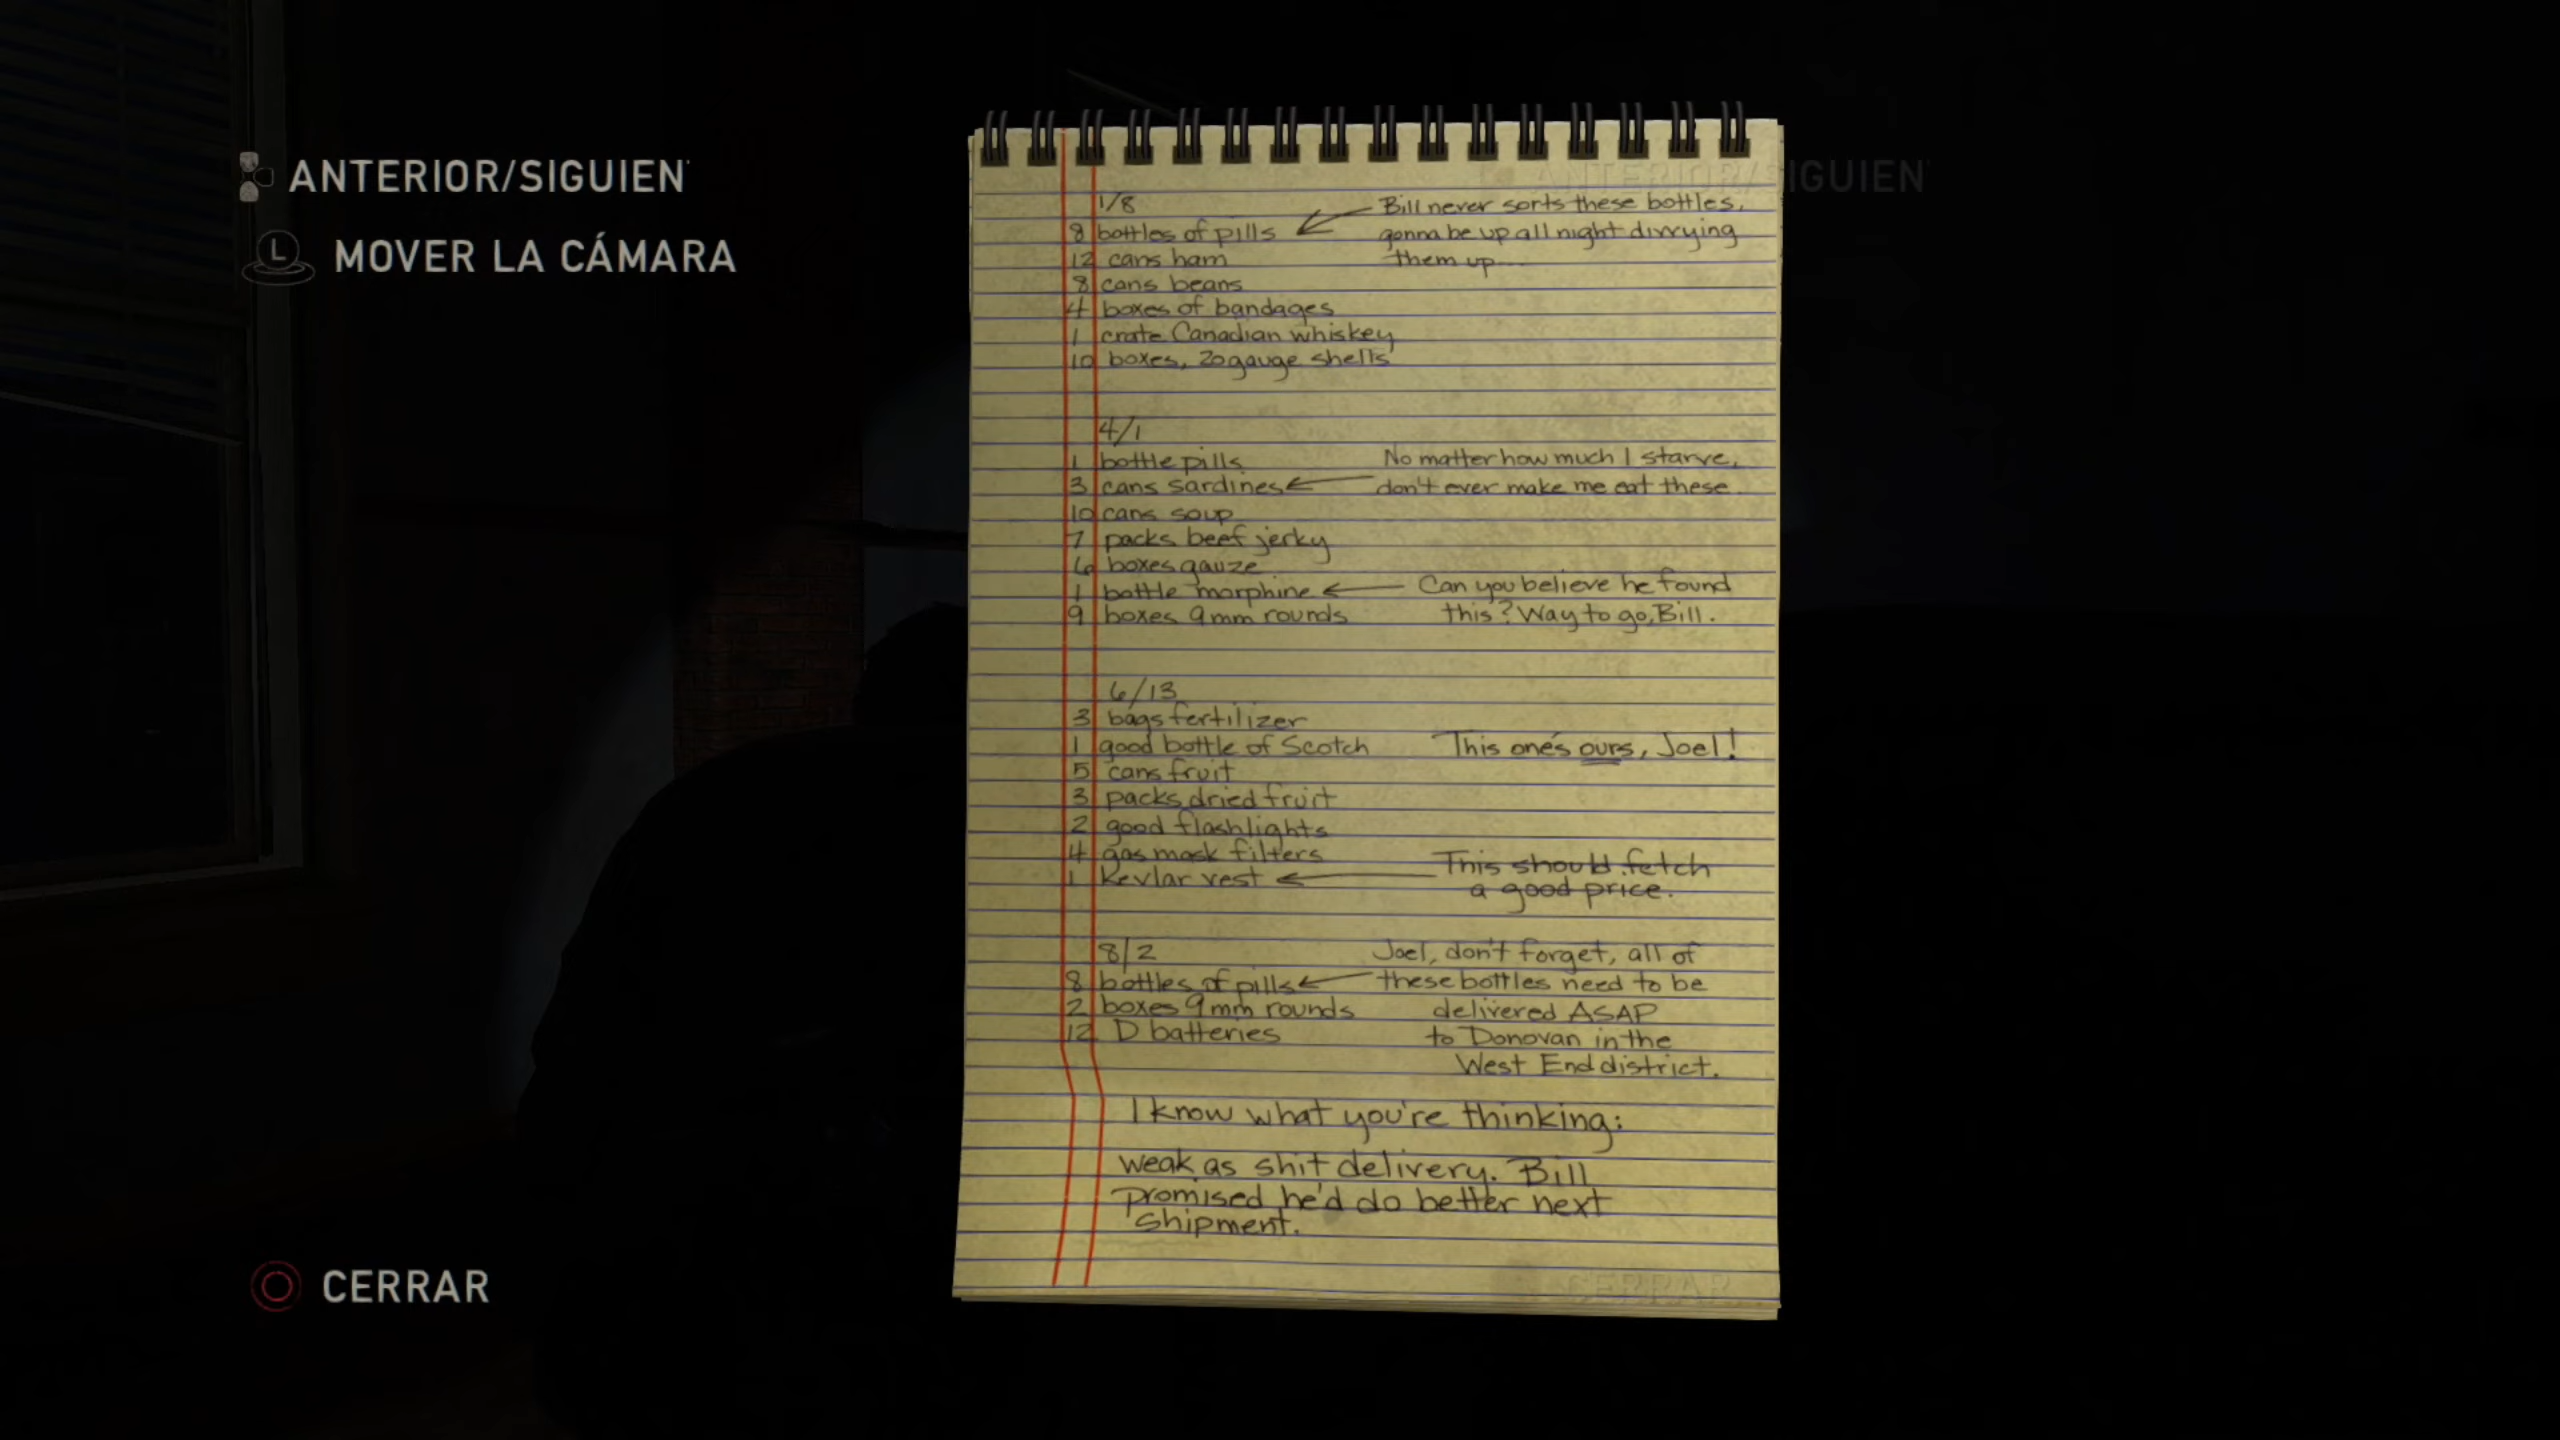 ANTERIOR/SIGUIEN
MOVER LA CÁMARA
L
ANTERIOR/SIGUIEN
1/8
8 bottles of pills
12 cans ham
8 cans beans
4 boxes of bandages
1 crate Canadian whiskey
10 boxes, 20 gauge shells
Bill never sorts these bottles,
gonna be up all night divvying
them up...
4/1
1 bottle pills
3 cans sardines
10 cans soup
7 packs beef jerky
6 boxes gauze
1 bottle morphine
9 boxes 9mm rounds
No matter how much I starve,
don't ever make me eat these
Can you believe he found
this? Way to go, Bill.
6/13
3 bags fertilizer
1 good bottle of Scotch
5 cans fruit
3 packs dried fruit
2 good flashlights
4 gas mask filters
1 Kevlar vest
This one's ours, Joel!
This should fetch
a good price.
8/2
8 bottles of pills
2 boxes 9mm rounds
12 D batteries
Joel, don't forget, all of
these bottles need to be
delivered ASAP
to Donovan in the
West End district.
I know what you're thinking:
weak as shit delivery. Bill
promised he'd do better next
shipment.
CERRAR
CERRAR